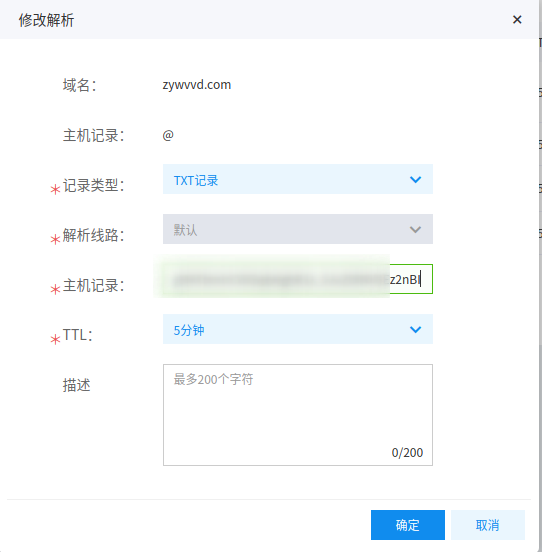 修改解析
域名： zywvvd.com
主机记录： @
*记录类型： TXT记录
*解析线路： 默认
*主机记录： z2nBl
*TTL： 5分钟
描述 最多200个字符
0/200
确定 取消